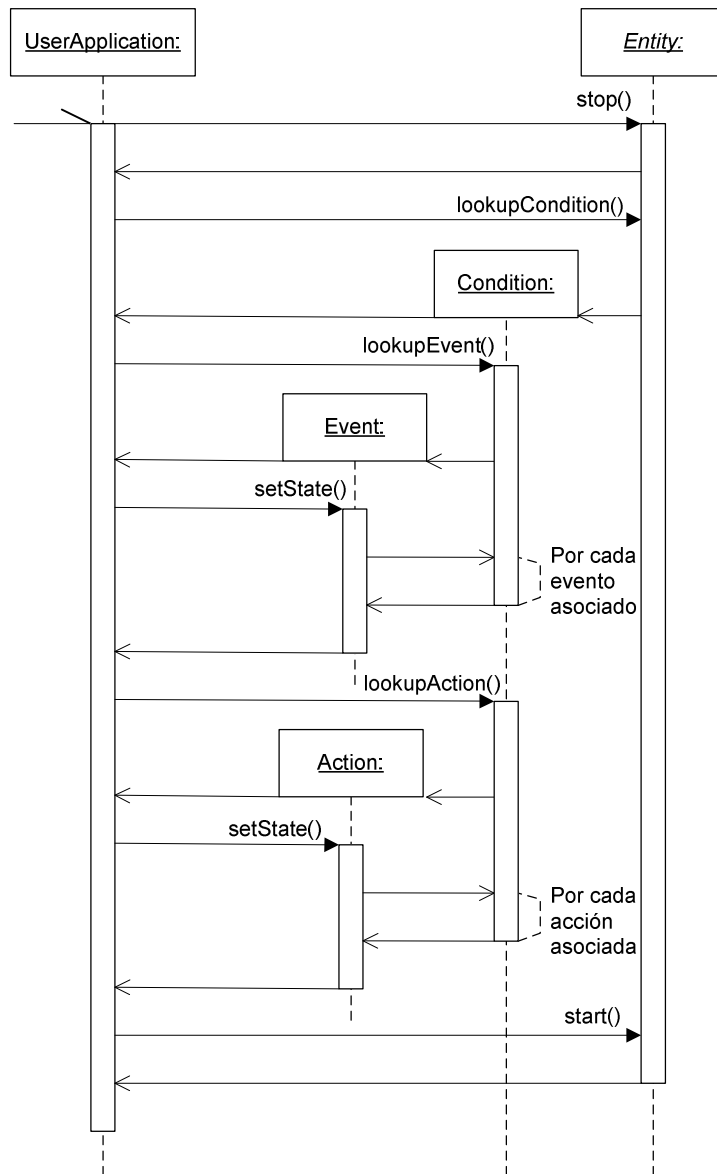 UserApplication:
Entity:
stop()
lookupCondition()
Condition:
lookupEvent()
Event:
setState()
Por cada
evento
asociado
lookupAction()
Action:
setState()
Por cada
acción
asociada
start()